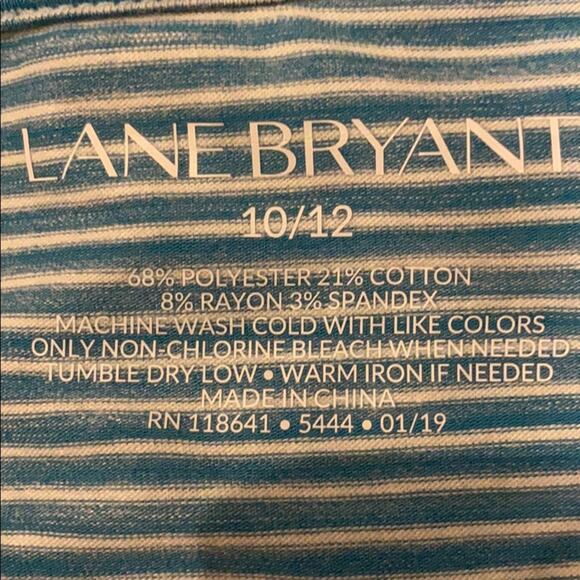 LANE BRYANT
10/12
68% POLYESTER 21% COTTON
8% RAYON 3% SPANDEX
MACHINE WASH COLD WITH LIKE COLORS
ONLY NON-CHLORINE BLEACH WHEN NEEDED
TUMBLE DRY LOW • WARM IRON IF NEEDED
MADE IN CHINA
RN 118641 • 5444 • 01/19